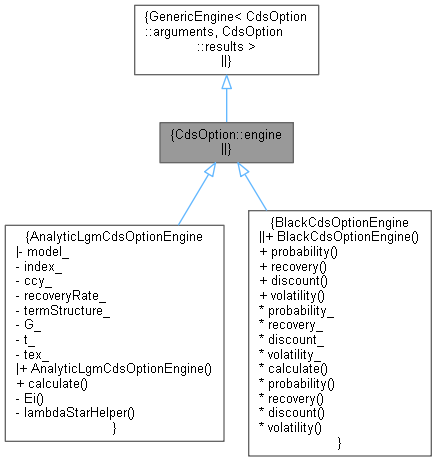 {GenericEngine< CdsOption
::arguments, CdsOption
::results >
||}
{CdsOption::engine
||}
{AnalyticLgmCdsOptionEngine
|- model_
- index_
- ccy_
- recoveryRate_
- termStructure_
- G_
- t_
- tex_
|+ AnalyticLgmCdsOptionEngine()
+ calculate()
- Ei()
- lambdaStarHelper()
}
{BlackCdsOptionEngine
||+ BlackCdsOptionEngine()
+ probability()
+ recovery()
+ discount()
+ volatility()
* probability_
* recovery_
* discount_
* volatility_
* calculate()
* probability()
* recovery()
* discount()
* volatility()
}